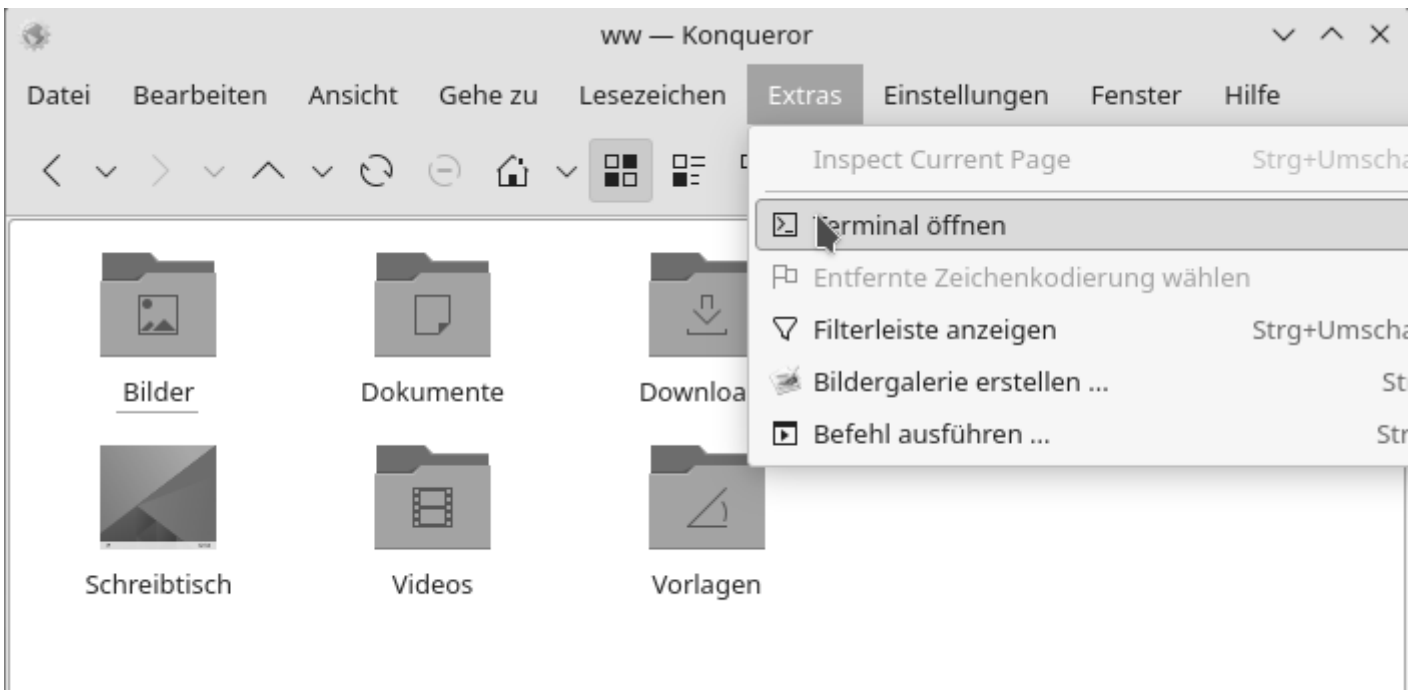 ww — Konqueror
Datei Bearbeiten Ansicht Gehe zu Lesezeichen Extras Einstellungen Fenster Hilfe
Inspect Current Page Strg+Umscha
Terminal öffnen
Entfernte Zeichenkodierung wählen
Filterleiste anzeigen Strg+Umscha
Bildergalerie erstellen ... St
Befehl ausführen ... Str
Bilder Dokumente Downloa
Schreibtisch Videos Vorlagen